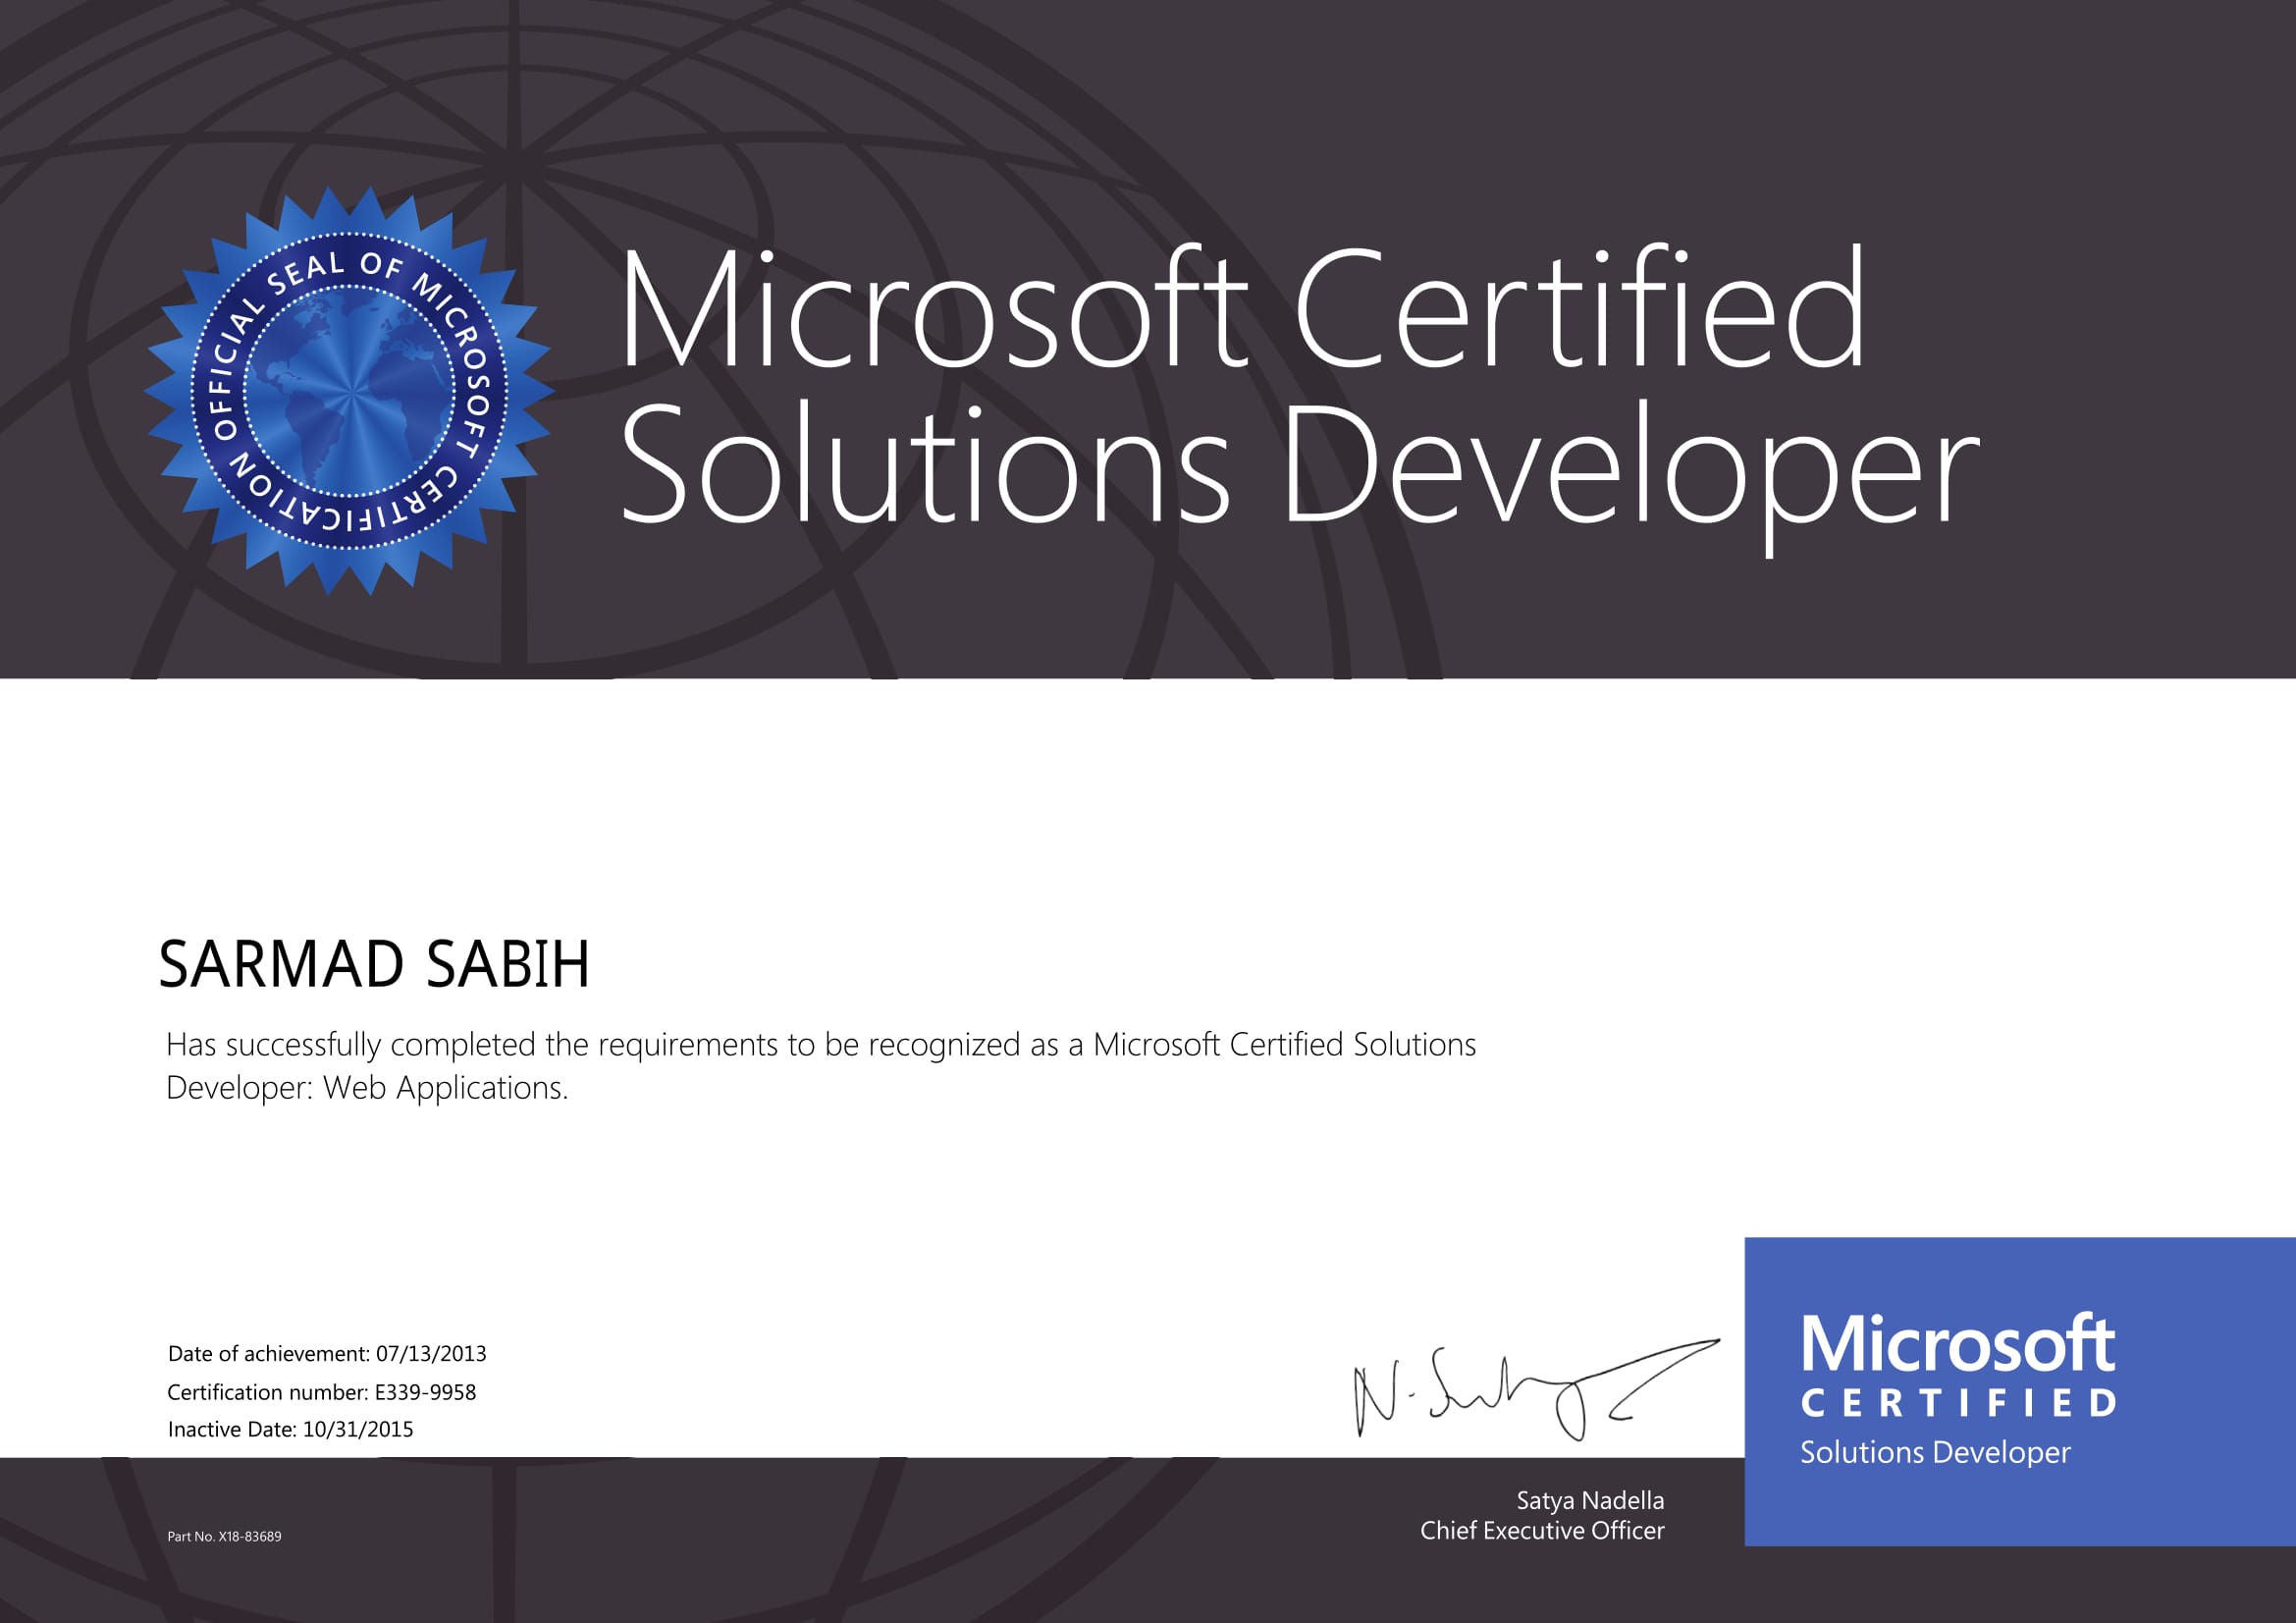 OFFICIAL SEAL OF MICROSOFT CERTIFICATION
Microsoft Certified
Solutions Developer
SARMAD SABIH
Has successfully completed the requirements to be recognized as a Microsoft Certified Solutions
Developer: Web Applications.
Date of achievement: 07/13/2013
Certification number: E339-9958
Inactive Date: 10/31/2015
Part No. X18-83689
Satya Nadella
Chief Executive Officer
Microsoft
CERTIFIED
Solutions Developer